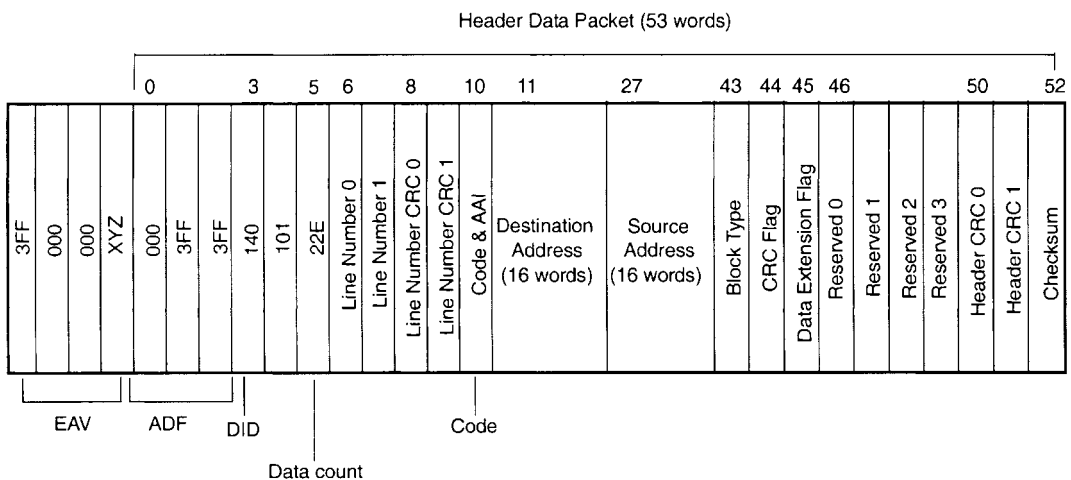 Header Data Packet (53 words)
0 3 5 6 8 10 11 27 43 44 45 46 50 52
3FF
000
000
XYZ
000
3FF
3FF
140
101
22E
Line Number 0
Line Number 1
Line Number CRC 0
Line Number CRC 1
Code & AAI
Destination
Address
(16 words)
Source
Address
(16 words)
Block Type
CRC Flag
Data Extension Flag
Reserved 0
Reserved 1
Reserved 2
Reserved 3
Header CRC 0
Header CRC 1
Checksum
EAV ADF DID Code
Data count